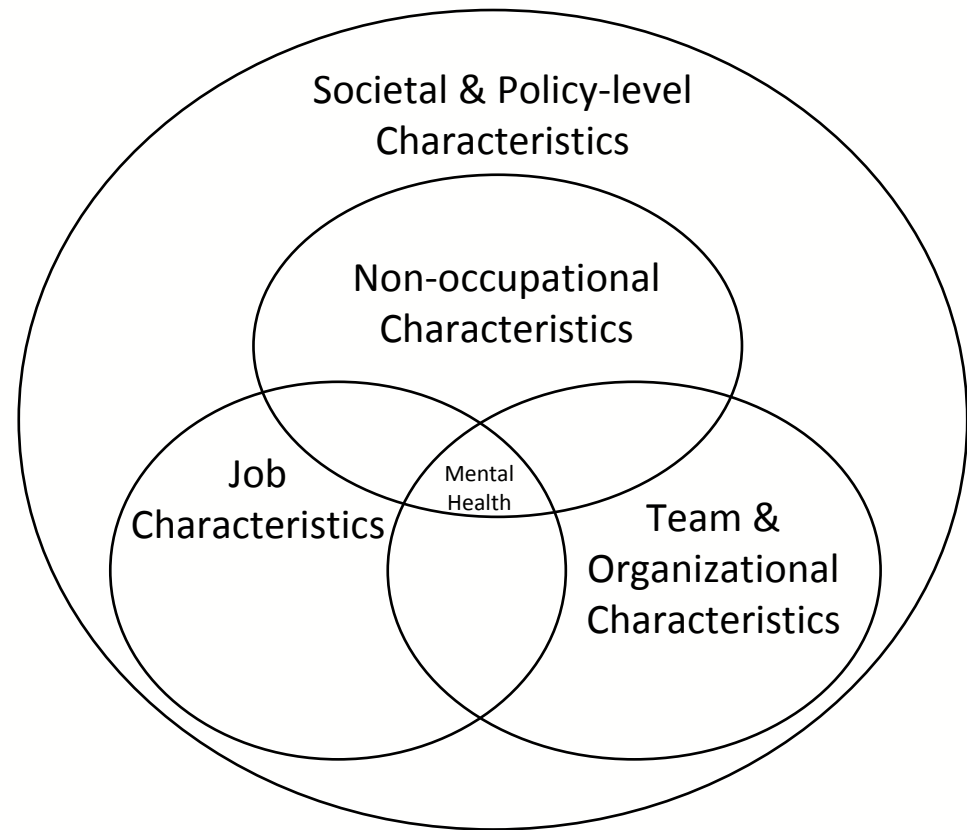 Societal & Policy-level
Characteristics
Non-occupational
Characteristics
Job
Characteristics
Mental
Health
Team &
Organizational
Characteristics